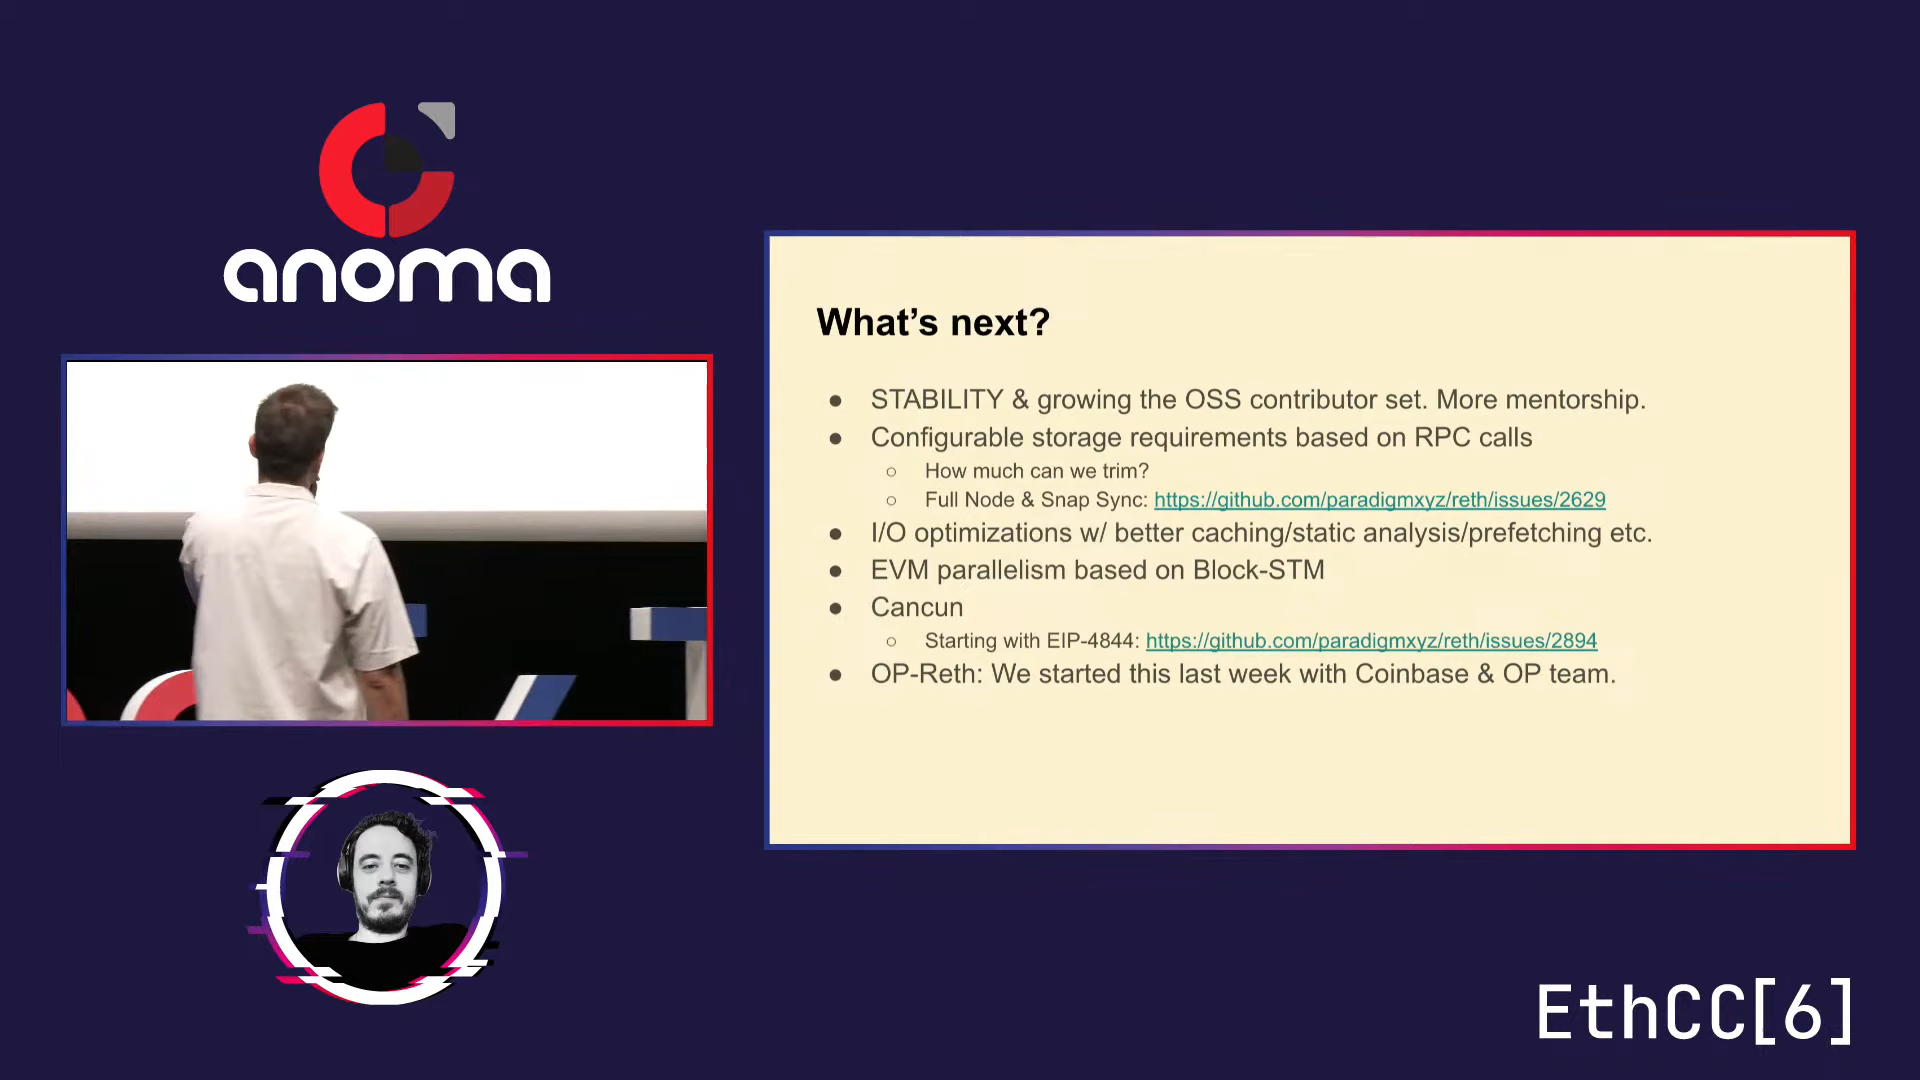 anoma
What’s next?
● STABILITY & growing the OSS contributor set. More mentorship.
● Configurable storage requirements based on RPC calls
○ How much can we trim?
○ Full Node & Snap Sync: https://github.com/paradigmxyz/reth/issues/2629
● I/O optimizations w/ better caching/static analysis/prefetching etc.
● EVM parallelism based on Block-STM
● Cancun
○ Starting with EIP-4844: https://github.com/paradigmxyz/reth/issues/2894
● OP-Reth: We started this last week with Coinbase & OP team.
EthCC[6]